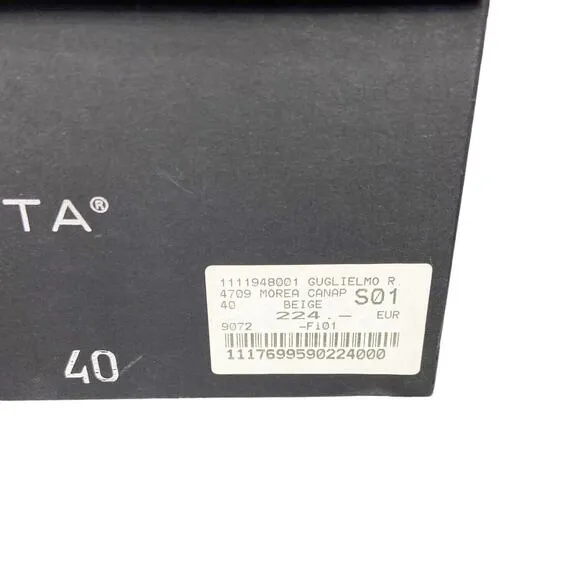 TA®
1111948001 GUGLIELMO R.
4709 MOREA CANAP S01
40 BEIGE
224.— EUR
9072 -Fi01
1117699590224000
40